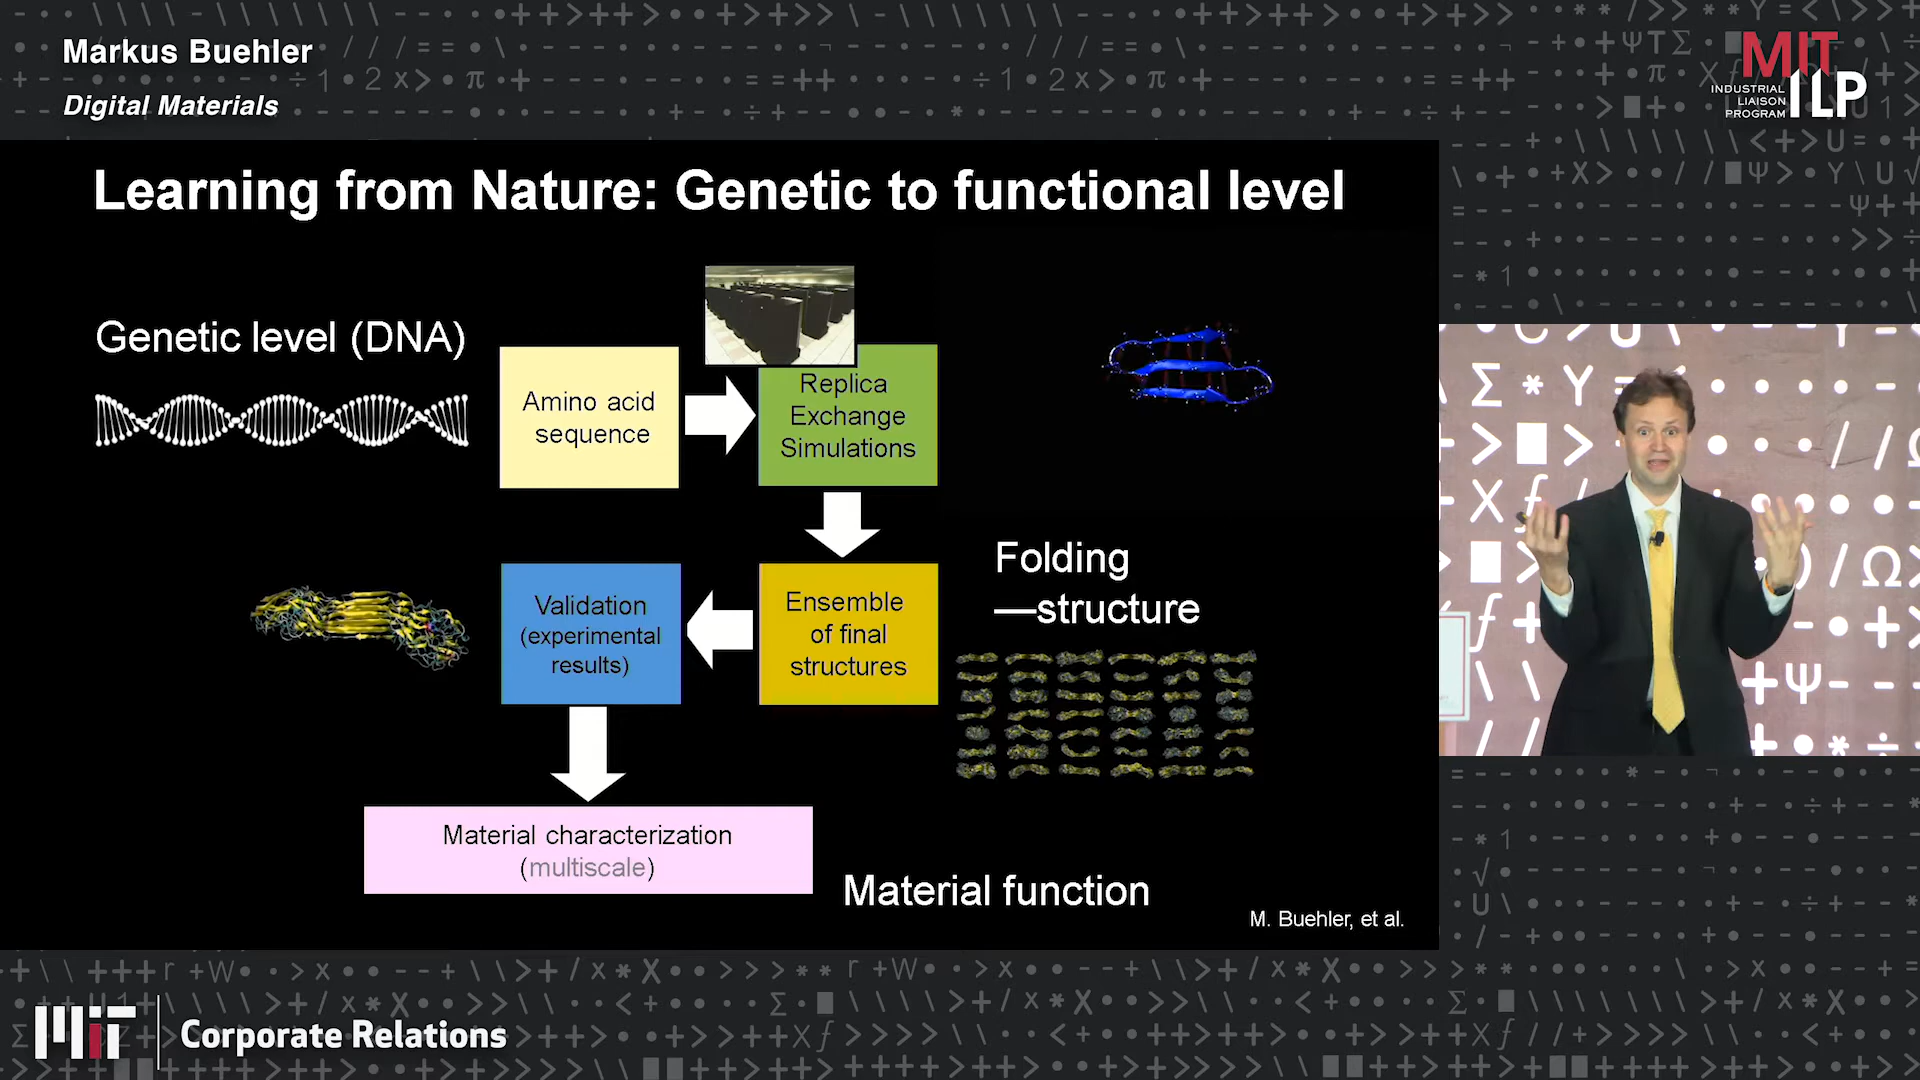 Markus Buehler
Digital Materials
MIT
ILP
INDUSTRIAL
LIAISON
PROGRAM
Learning from Nature: Genetic to functional level
Genetic level (DNA)
Amino acid
sequence
Replica
Exchange
Simulations
Folding
—structure
Validation
(experimental
results)
Ensemble
of final
structures
Material characterization
(multiscale)
Material function
M. Buehler, et al.
MIT
Corporate Relations